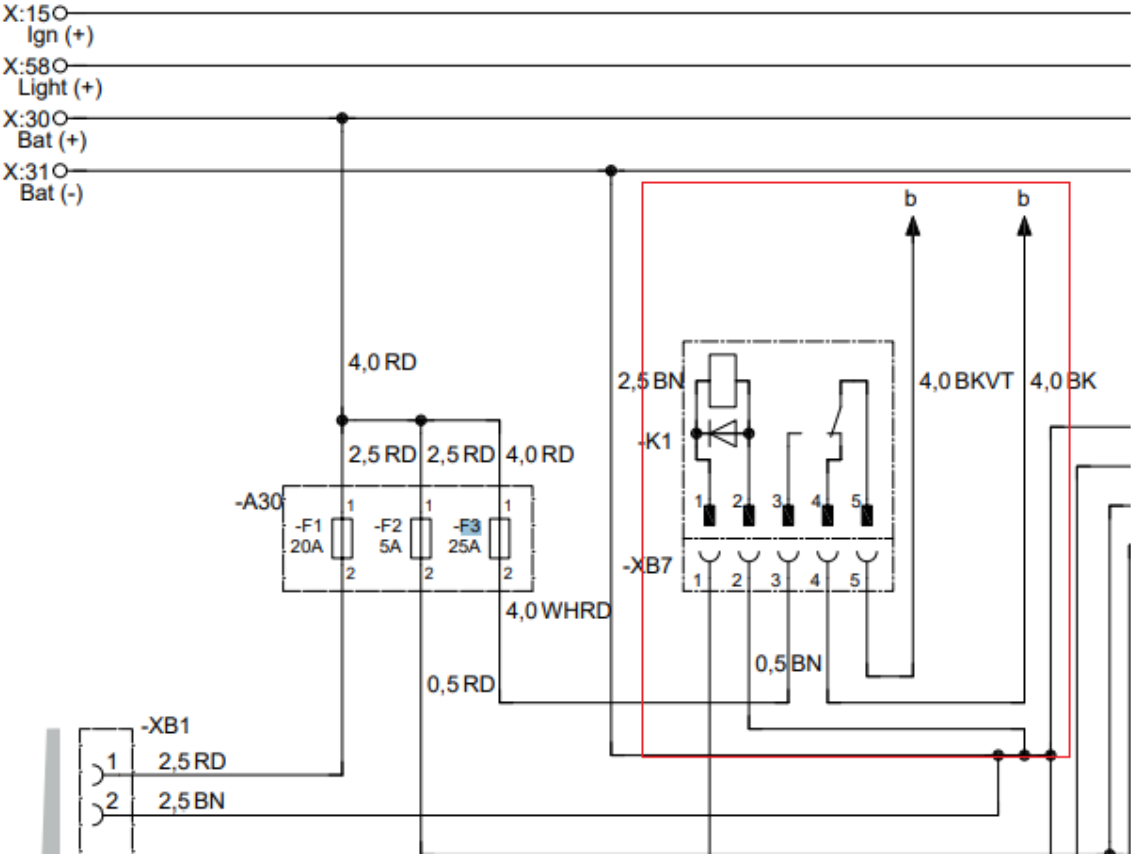 X:15
Ign (+)
X:58
Light (+)
X:30
Bat (+)
X:31
Bat (-)
b b
4,0 RD
2,5 BN
4,0 BKVT
4,0 BK
-K1
2,5 RD
2,5 RD
4,0 RD
-A30
1 1 1
-F1
20A
-F2
5A
-F3
25A
2 2 2
1 2 3 4 5
-XB7
1 2 3 4 5
4,0 WHRD
0,5 BN
0,5 RD
-XB1
1 2,5 RD
2 2,5 BN